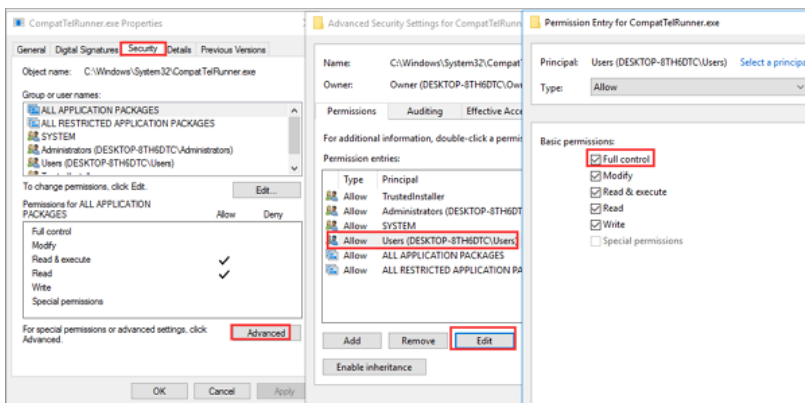 CompatTelRunner.exe Properties
General Digital Signatures Security Details Previous Versions
Object name: C:\Windows\System32\CompatTelRunner.exe
Group or user names:
ALL APPLICATION PACKAGES
ALL RESTRICTED APPLICATION PACKAGES
SYSTEM
Administrators (DESKTOP-8TH6DTC\Administrators)
Users (DESKTOP-8TH6DTC\Users)
To change permissions, click Edit.
Edit...
Permissions for ALL APPLICATION
PACKAGES Allow Deny
Full control
Modify
Read & execute
Read
Write
Special permissions
For special permissions or advanced settings, click
Advanced.
Advanced
OK Cancel Apply
Advanced Security Settings for CompatTelRunn
Name: C:\Windows\System32\Compat
Owner: Owner (DESKTOP-8TH6DTC\Own
Permissions Auditing Effective Acce
For additional information, double-click a permis
Permission entries:
Type Principal
Allow TrustedInstaller
Allow Administrators (DESKTOP-8TH6DT
Allow SYSTEM
Allow Users (DESKTOP-8TH6DTC\Users)
Allow ALL APPLICATION PACKAGES
Allow ALL RESTRICTED APPLICATION PA
Add Remove Edit
Enable inheritance
Permission Entry for CompatTelRunner.exe
Principal: Users (DESKTOP-8TH6DTC\Users) Select a principa
Type: Allow
Basic permissions:
Full control
Modify
Read & execute
Read
Write
Special permissions